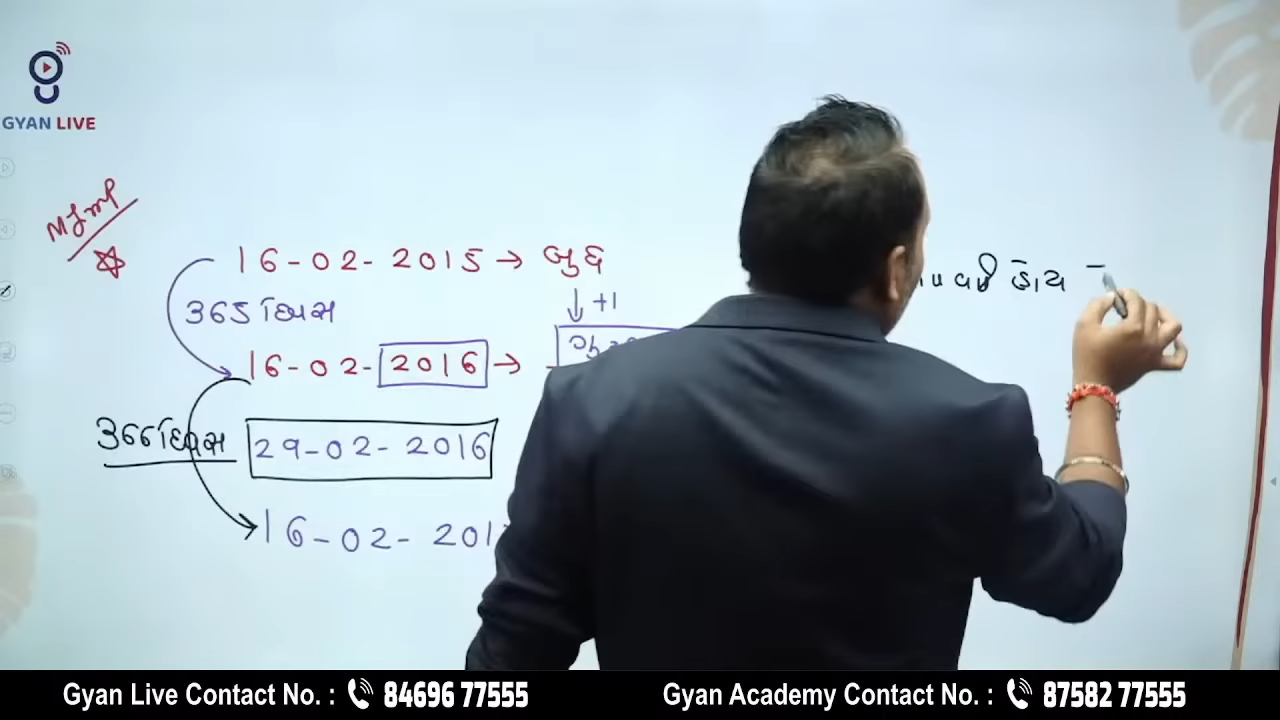 GYAN LIVE
16-02-2015 → બુધ
365 દિવસ
↓ +1
16-02-2016 →
366 દિવસ
29-02-2016
16-02-201
વર્ષ હોય
Gyan Live Contact No. : 84696 77555
Gyan Academy Contact No. : 87582 77555